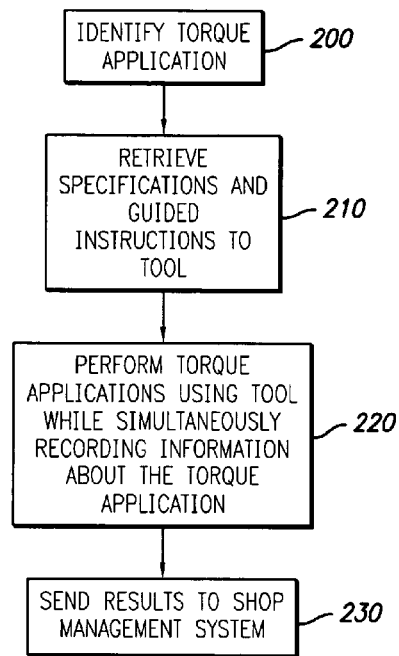 IDENTIFY TORQUE
APPLICATION
200
RETRIEVE
SPECIFICATIONS AND
GUIDED
INSTRUCTIONS TO
TOOL
210
PERFORM TORQUE
APPLICATIONS USING TOOL
WHILE SIMULTANEOUSLY
RECORDING INFORMATION
ABOUT THE TORQUE
APPLICATION
220
SEND RESULTS TO SHOP
MANAGEMENT SYSTEM
230